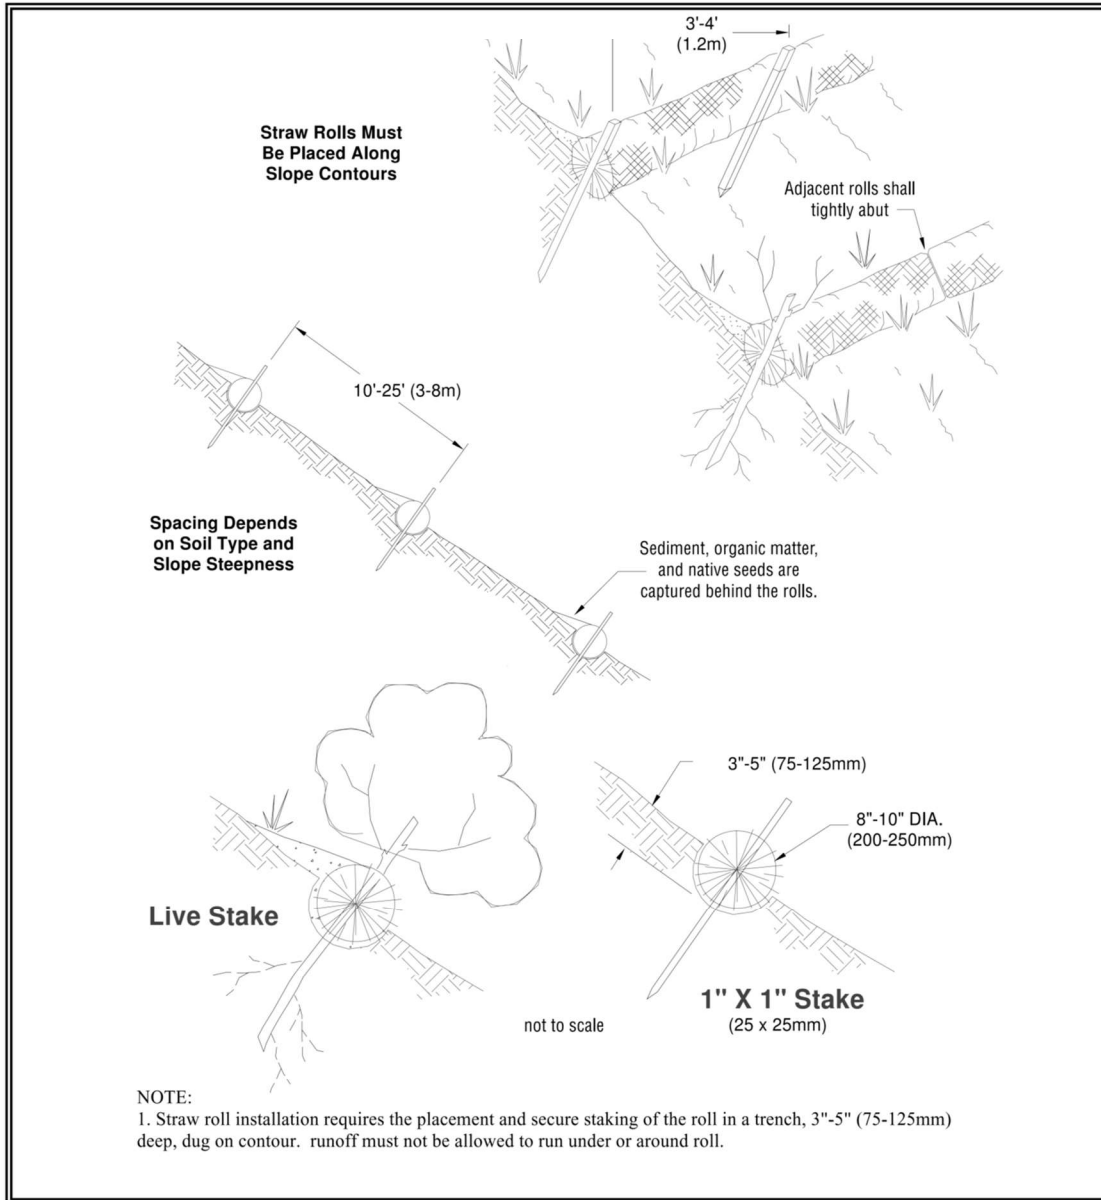 3'-4'
(1.2m)
Straw Rolls Must
Be Placed Along
Slope Contours
Adjacent rolls shall
tightly abut
10'-25' (3-8m)
Spacing Depends
on Soil Type and
Slope Steepness
Sediment, organic matter,
and native seeds are
captured behind the rolls.
3"-5" (75-125mm)
8"-10" DIA.
(200-250mm)
Live Stake
1" X 1" Stake
(25 x 25mm)
not to scale
NOTE:
1. Straw roll installation requires the placement and secure staking of the roll in a trench, 3"-5" (75-125mm)
deep, dug on contour.  runoff must not be allowed to run under or around roll.